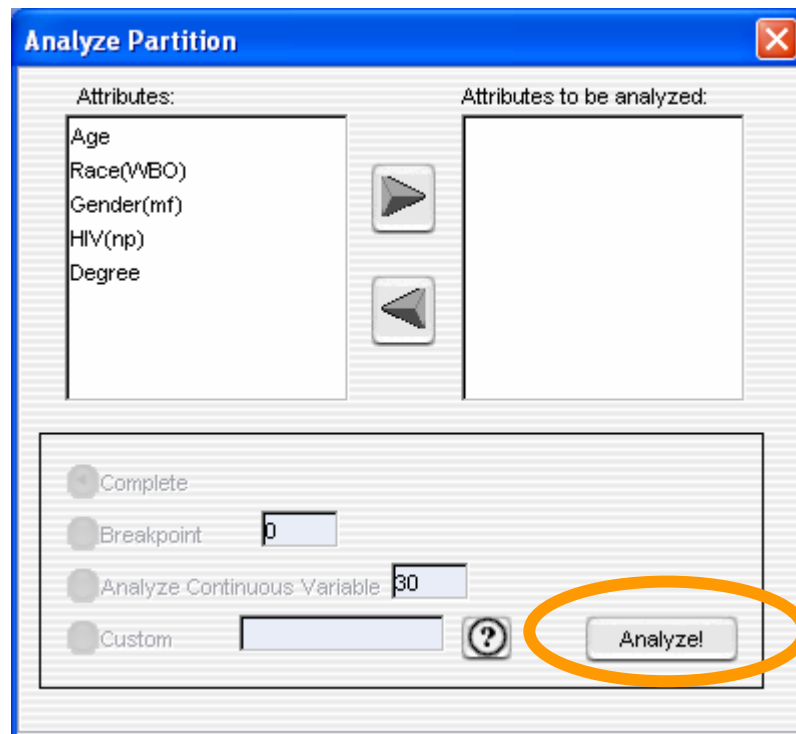 Analyze Partition
Attributes:
Attributes to be analyzed:
Age
Race(WBO)
Gender(mf)
HIV(np)
Degree
Complete
Breakpoint 0
Analyze Continuous Variable 30
Custom ? Analyze!